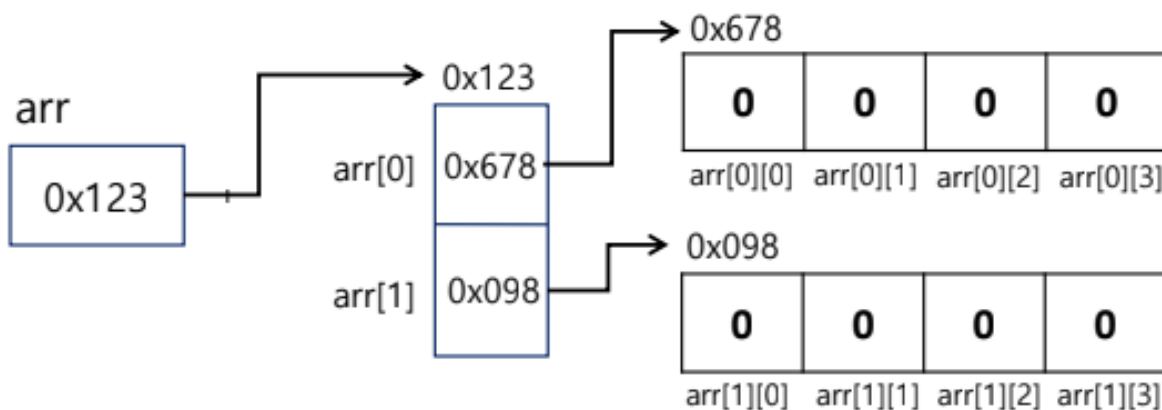 arr
0x123
0x123
arr[0]
0x678
arr[1]
0x098
0x678
0 0 0 0
arr[0][0] arr[0][1] arr[0][2] arr[0][3]
0x098
0 0 0 0
arr[1][0] arr[1][1] arr[1][2] arr[1][3]